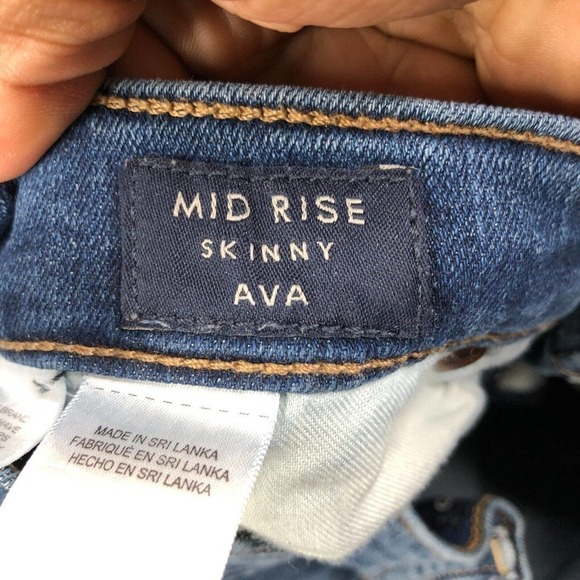 MID RISE
SKINNY
AVA
MADE IN SRI LANKA
FABRIQUÉ EN SRI LANKA
HECHO EN SRI LANKA